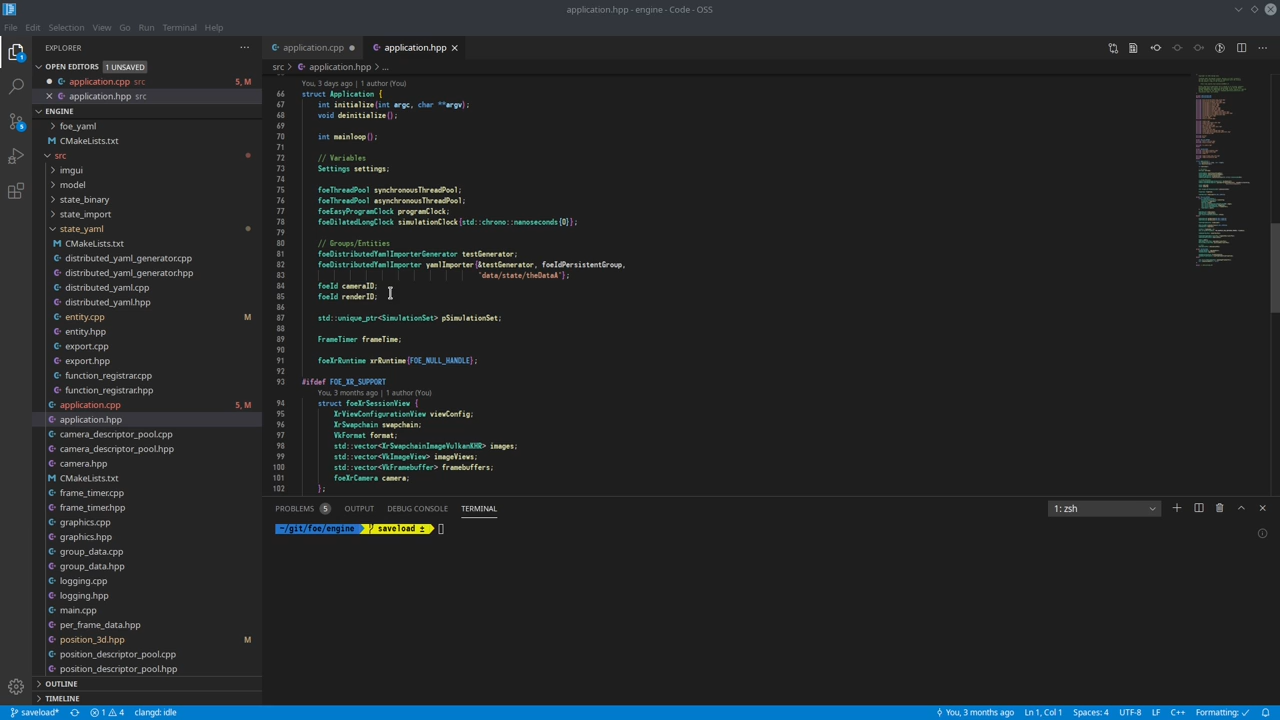 application.hpp - engine - Code - OSS
File Edit Selection View Go Run Terminal Help
EXPLORER
OPEN EDITORS 1 UNSAVED
application.cpp src 5, M
application.hpp src
ENGINE
foe_yaml
CMakeLists.txt
src
imgui
model
state_binary
state_import
state_yaml
CMakeLists.txt
distributed_yaml_generator.cpp
distributed_yaml_generator.hpp
distributed_yaml.cpp
distributed_yaml.hpp
entity.cpp M
entity.hpp
export.cpp
export.hpp
function_registrar.cpp
function_registrar.hpp
application.cpp 5, M
application.hpp
camera_descriptor_pool.cpp
camera_descriptor_pool.hpp
camera.hpp
CMakeLists.txt
frame_timer.cpp
frame_timer.hpp
graphics.cpp
graphics.hpp
group_data.cpp
group_data.hpp
logging.cpp
logging.hpp
main.cpp
per_frame_data.hpp
position_3d.hpp M
position_descriptor_pool.cpp
position_descriptor_pool.hpp
OUTLINE
TIMELINE
application.cpp
application.hpp
src > application.hpp > ...
You, 3 days ago | 1 author (You)
66 struct Application {
67 int initialize(int argc, char **argv);
68 void deinitialize();
69
70 int mainloop();
71
72 // Variables
73 Settings settings;
74
75 foeThreadPool synchronousThreadPool;
76 foeThreadPool asynchronousThreadPool;
77 foeEasyProgramClock programClock;
78 foeDilatedLongClock simulationClock{std::chrono::nanoseconds{0}};
79
80 // Groups/Entities
81 foeDistributedYamlImporterGenerator testGenerator;
82 foeDistributedYamlImporter yamlImporter{&testGenerator, foeIdPersistentGroup,
83 "data/state/theDataA"};
84 foeId cameraID;
85 foeId renderID;
86
87 std::unique_ptr<SimulationSet> pSimulationSet;
88
89 FrameTimer frameTime;
90
91 foeXrRuntime xrRuntime{FOE_NULL_HANDLE};
92
93 #ifdef FOE_XR_SUPPORT
You, 3 months ago | 1 author (You)
94 struct foeXrSessionView {
95 XrViewConfigurationView viewConfig;
96 XrSwapchain swapchain;
97 VkFormat format;
98 std::vector<XrSwapchainImageVulkanKHR> images;
99 std::vector<VkImageView> imageViews;
100 std::vector<VkFramebuffer> framebuffers;
101 foeXrCamera camera;
102 };
PROBLEMS 5 OUTPUT DEBUG CONSOLE TERMINAL 1: zsh
~/git/foe/engine saveload ±
saveload* 1 4 clangd: idle You, 3 months ago Ln 1, Col 1 Spaces: 4 UTF-8 LF C++ Formatting: ✓